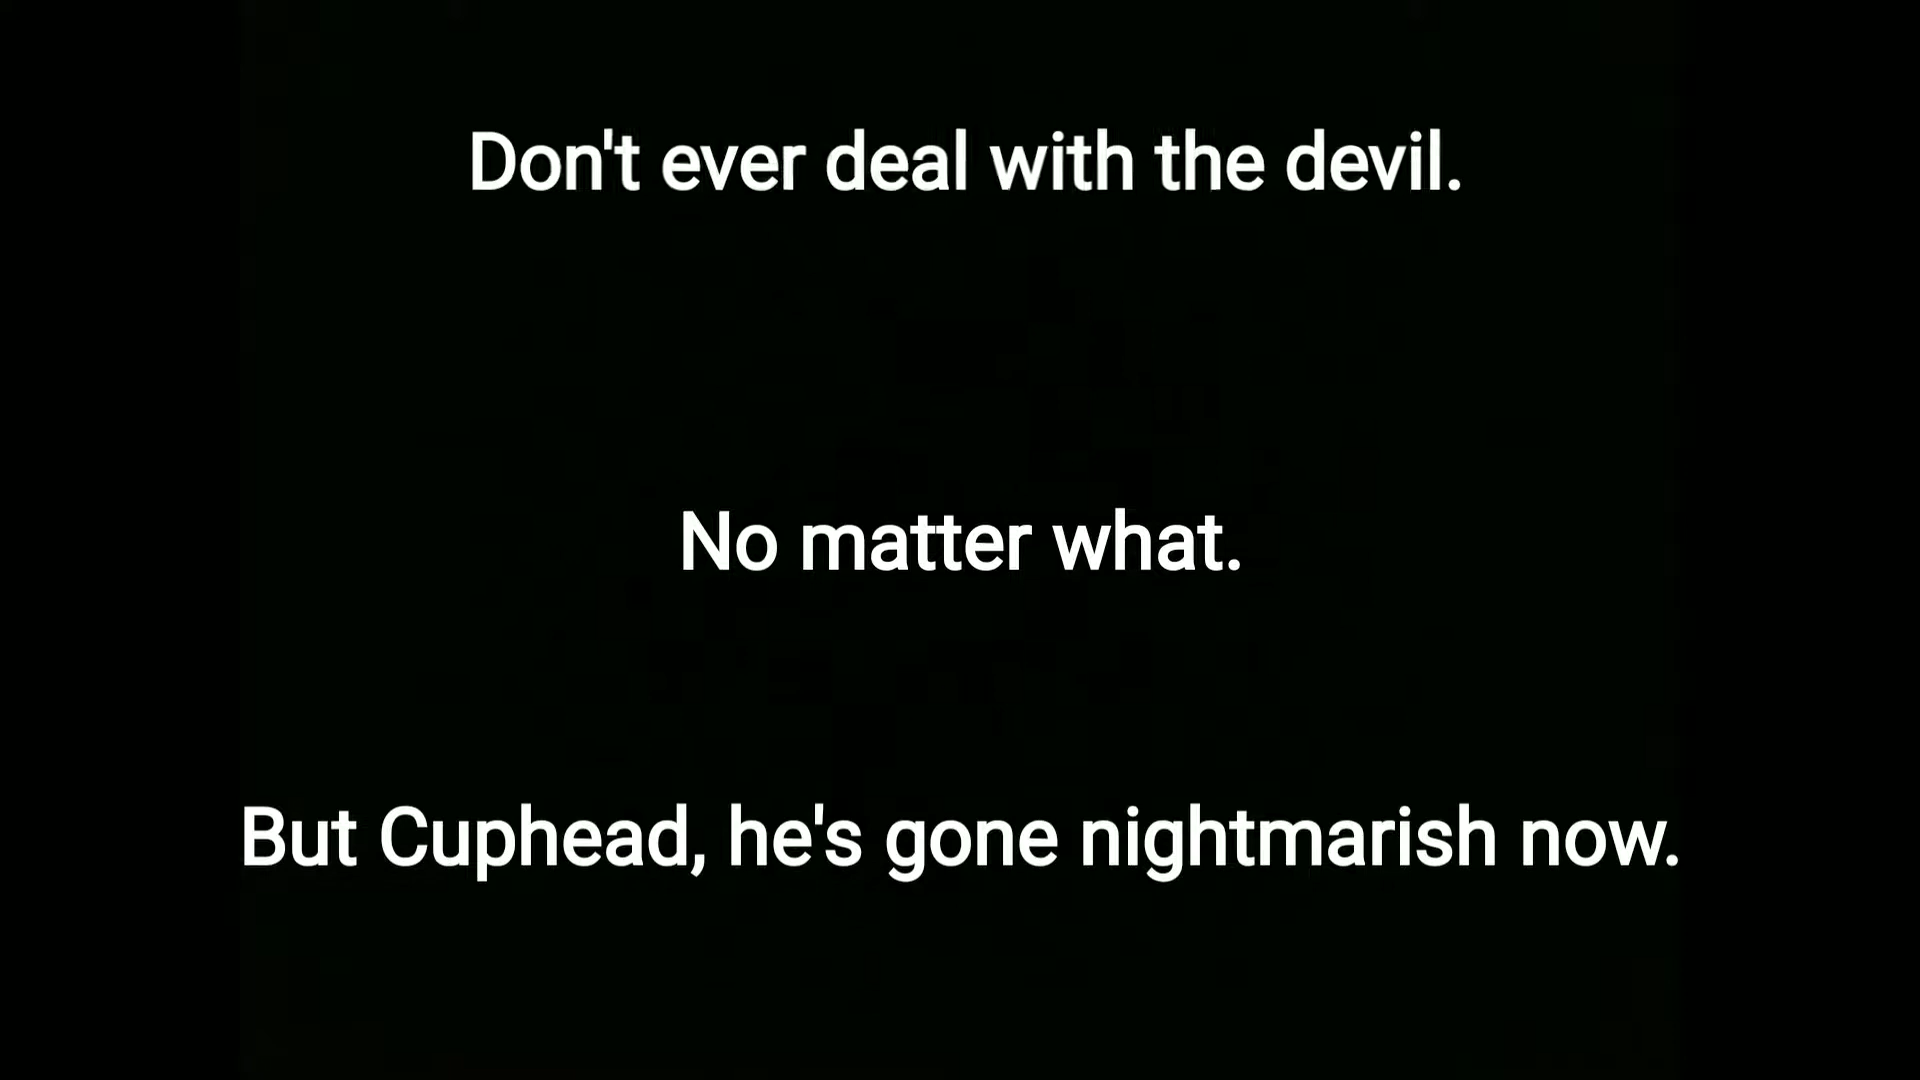 Don't ever deal with the devil.
No matter what.
But Cuphead, he's gone nightmarish now.